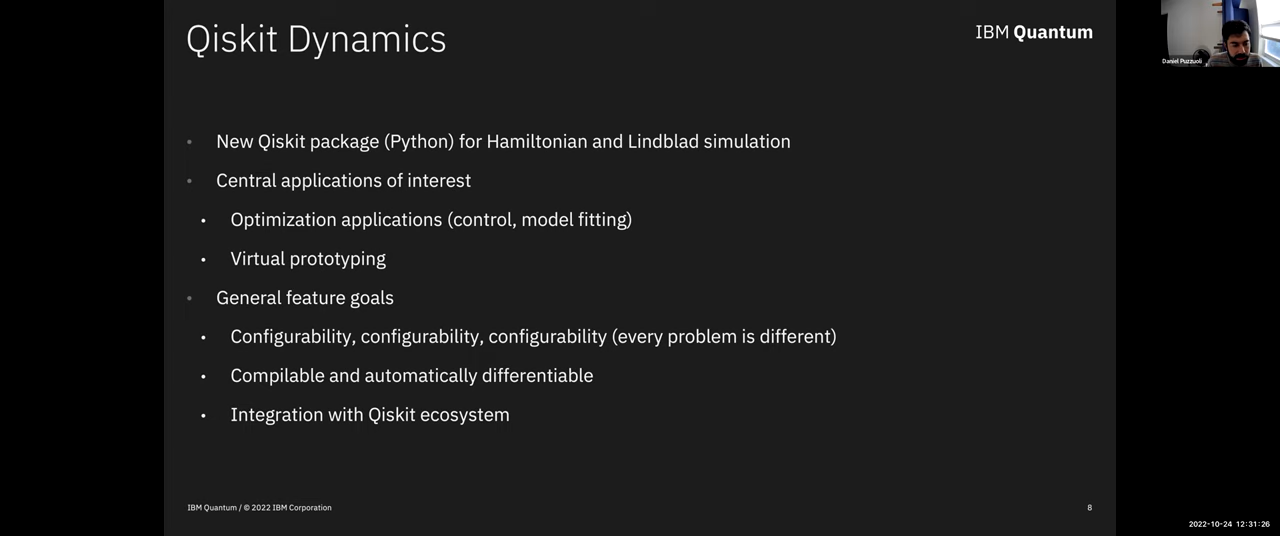 Qiskit Dynamics
IBM Quantum
Daniel Puzzuoli
• New Qiskit package (Python) for Hamiltonian and Lindblad simulation
• Central applications of interest
• Optimization applications (control, model fitting)
• Virtual prototyping
• General feature goals
• Configurability, configurability, configurability (every problem is different)
• Compilable and automatically differentiable
• Integration with Qiskit ecosystem
IBM Quantum / © 2022 IBM Corporation
8
2022-10-24 12:31:26